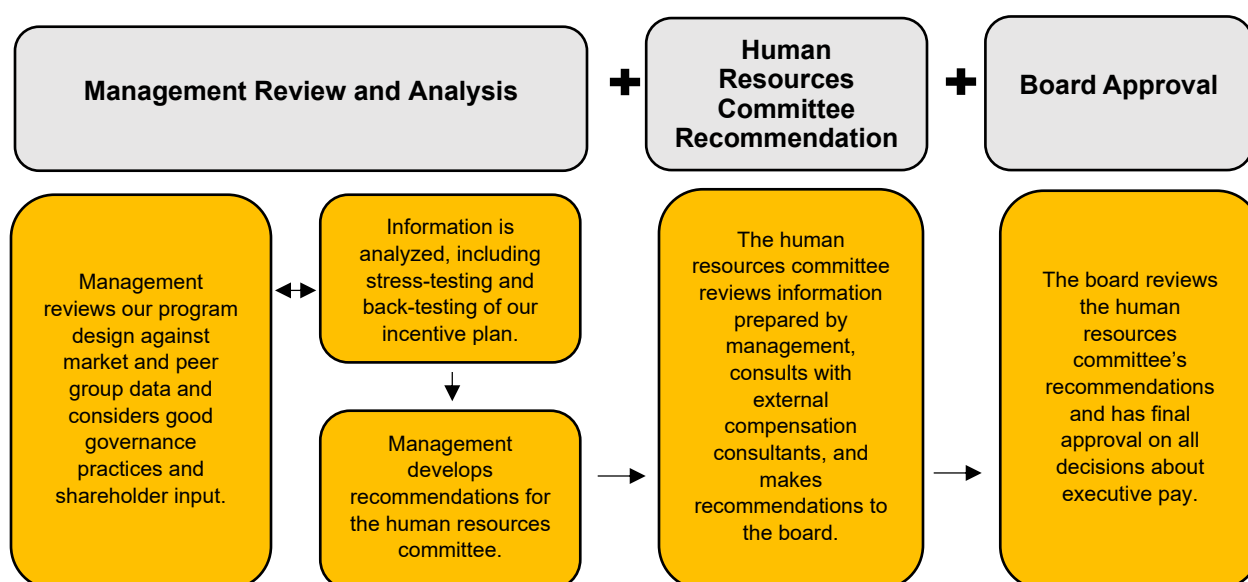 Management Review and Analysis
Human
Resources
Committee
Recommendation
Board Approval
Management
reviews our program
design against
market and peer
group data and
considers good
governance
practices and
shareholder input.
Information is
analyzed, including
stress-testing and
back-testing of our
incentive plan.
Management
develops
recommendations for
the human resources
committee.
The human
resources committee
reviews information
prepared by
management,
consults with
external
compensation
consultants, and
makes
recommendations to
the board.
The board reviews
the human
resources
committee’s
recommendations
and has final
approval on all
decisions about
executive pay.